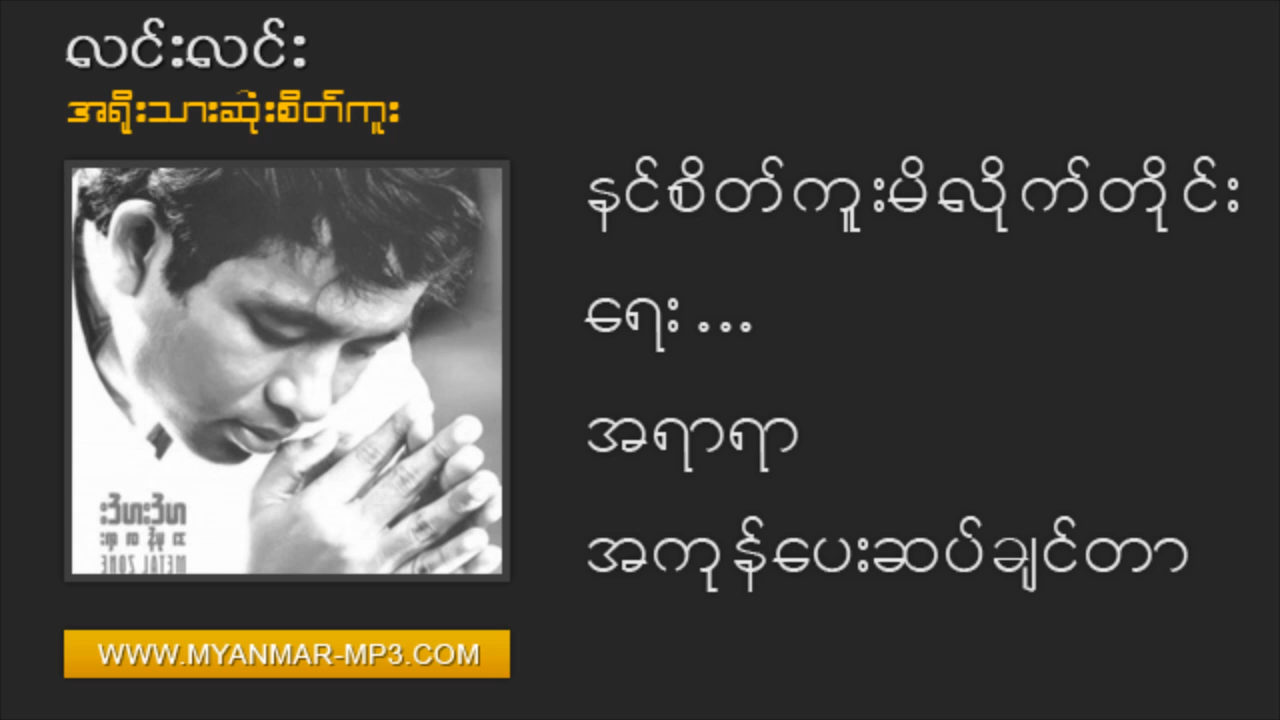 လင်းလင်း
အရိုးသားဆုံးစိတ်ကူး
နင်စိတ်ကူးမိလိုက်တိုင်း
ရေး ...
အရာရာ
အကုန်ပေးဆပ်ချင်တာ
WWW.MYANMAR-MP3.COM